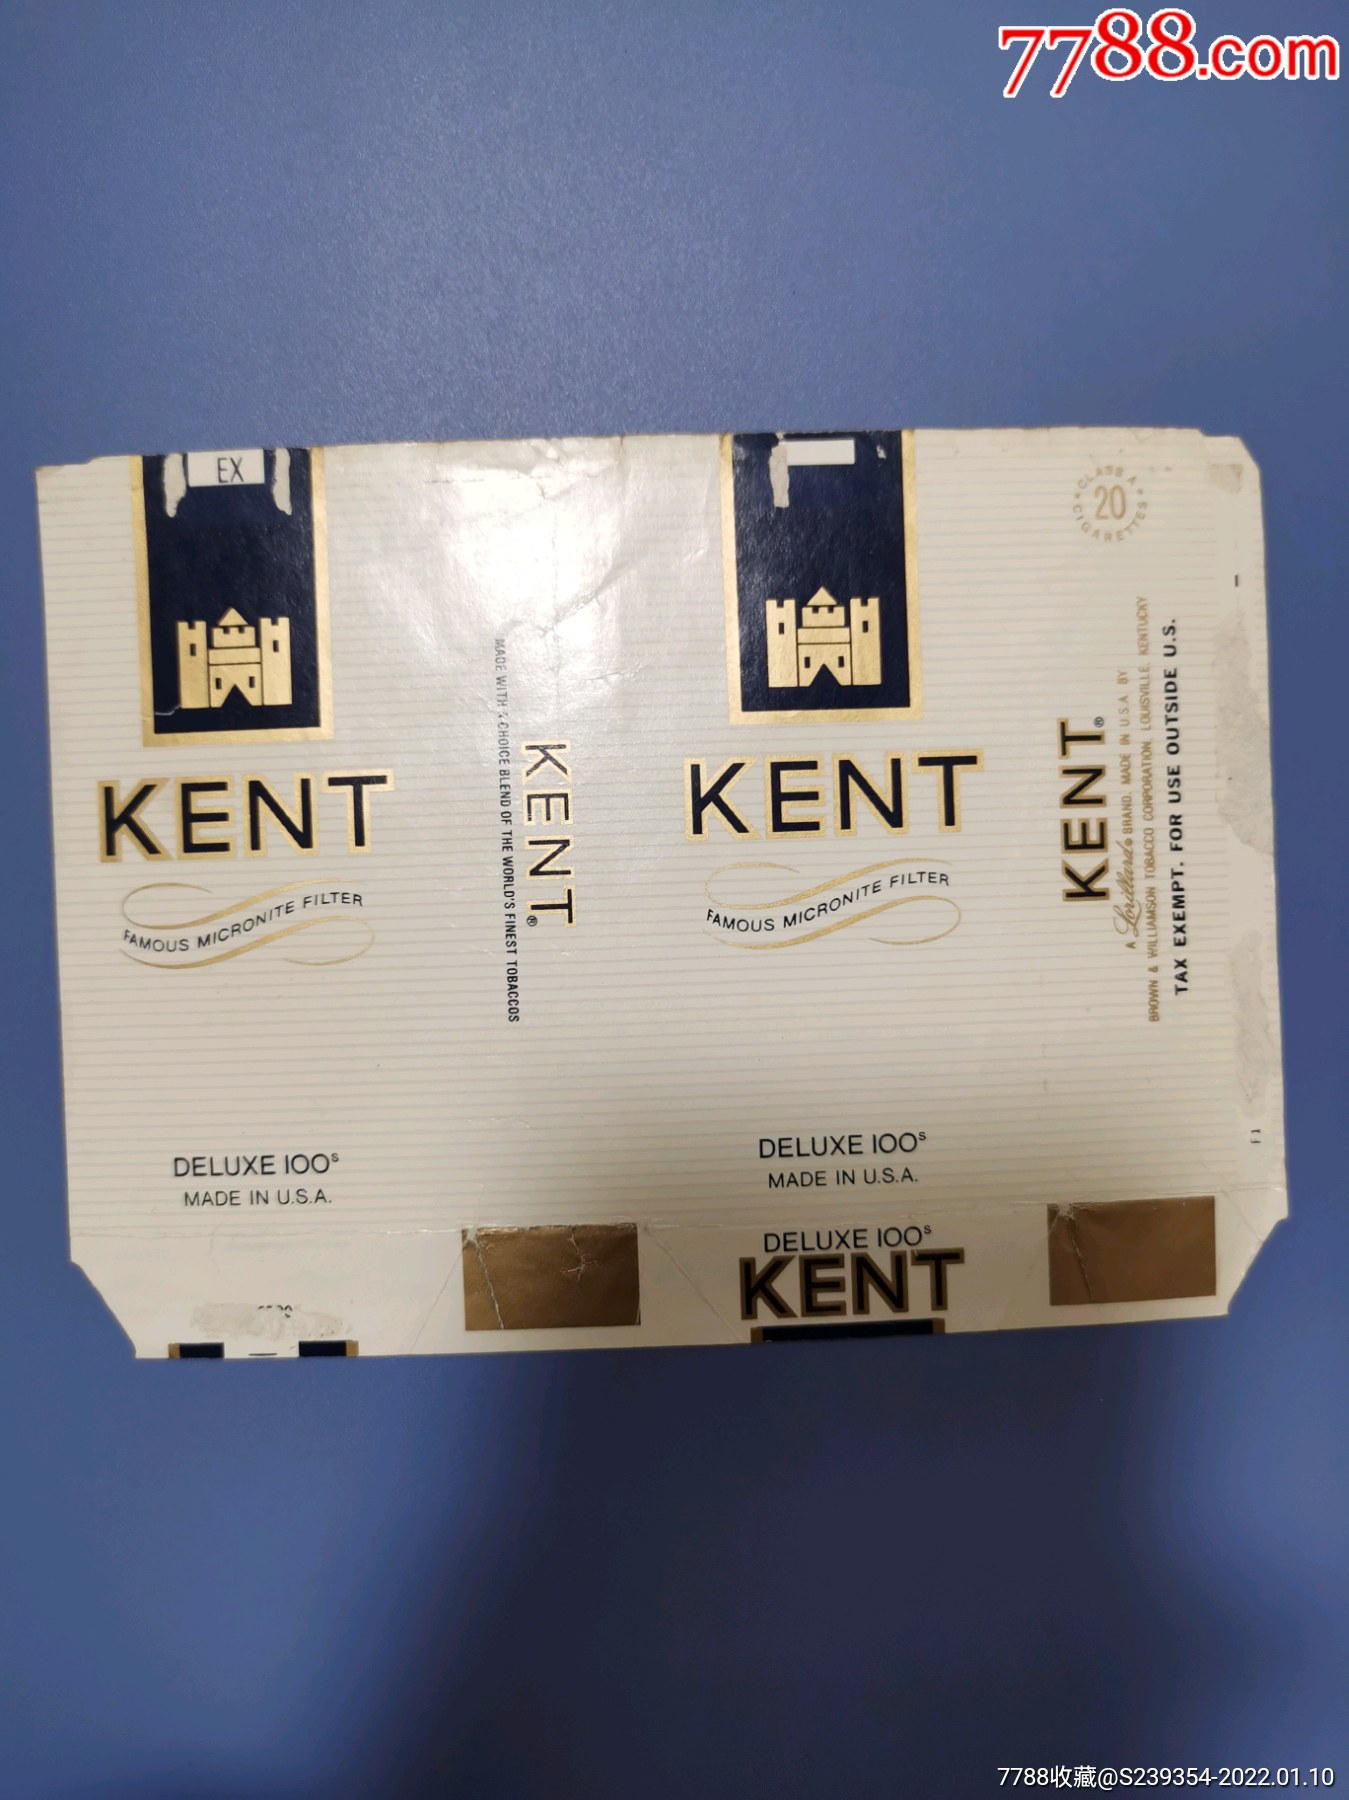 7788.com
EX
KENT
FAMOUS MICRONITE FILTER
DELUXE 100s
MADE IN U.S.A.
KENT®
MADE WITH A CHOICE BLEND OF THE WORLD'S FINEST TOBACCOS
KENT
FAMOUS MICRONITE FILTER
DELUXE 100s
MADE IN U.S.A.
DELUXE 100s
KENT
CLASS A
20
CIGARETTES
KENT®
A Lorillard® BRAND. MADE IN U.S.A BY
BROWN & WILLIAMSON TOBACCO CORPORATION, LOUISVILLE, KENTUCKY
TAX EXEMPT. FOR USE OUTSIDE U.S.
F1
7788收藏@S239354-2022.01.10